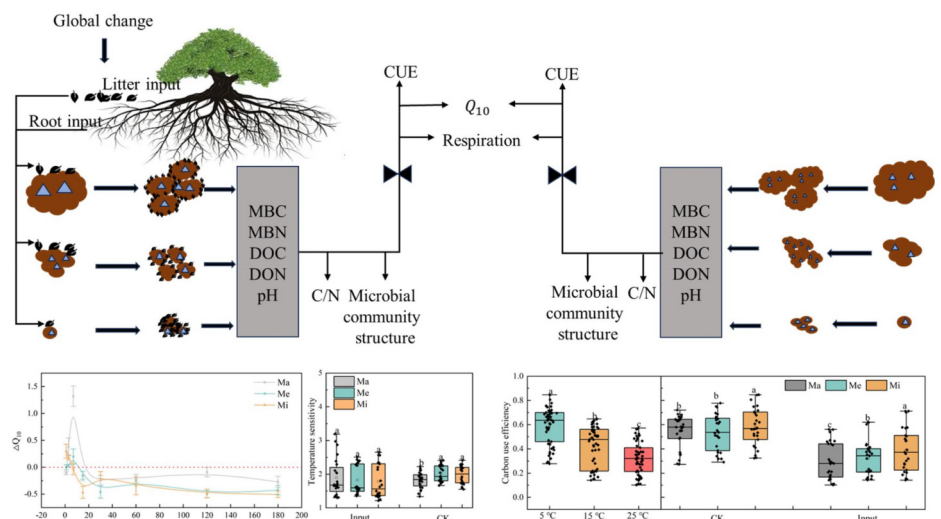 Global change
Litter input
Root input
CUE
Q10
Respiration
CUE
MBC
MBN
DOC
DON
pH
C/N
Microbial
community
structure
Microbial
community
structure
C/N
MBC
MBN
DOC
DON
pH
ΔQ10
1.5
1.0
0.5
0.0
-0.5
0 20 40 60 80 100 120 140 160 180 200
Ma
Me
Mi
Temperature sensitivity
4
3
2
1
Ma
Me
Mi
a a a b a a
Input CK
Carbon use efficiency
1.0
0.8
0.6
0.4
0.2
0.0
a b c
5 °C 15 °C 25 °C
Ma Me Mi
b b a c b a
CK Input